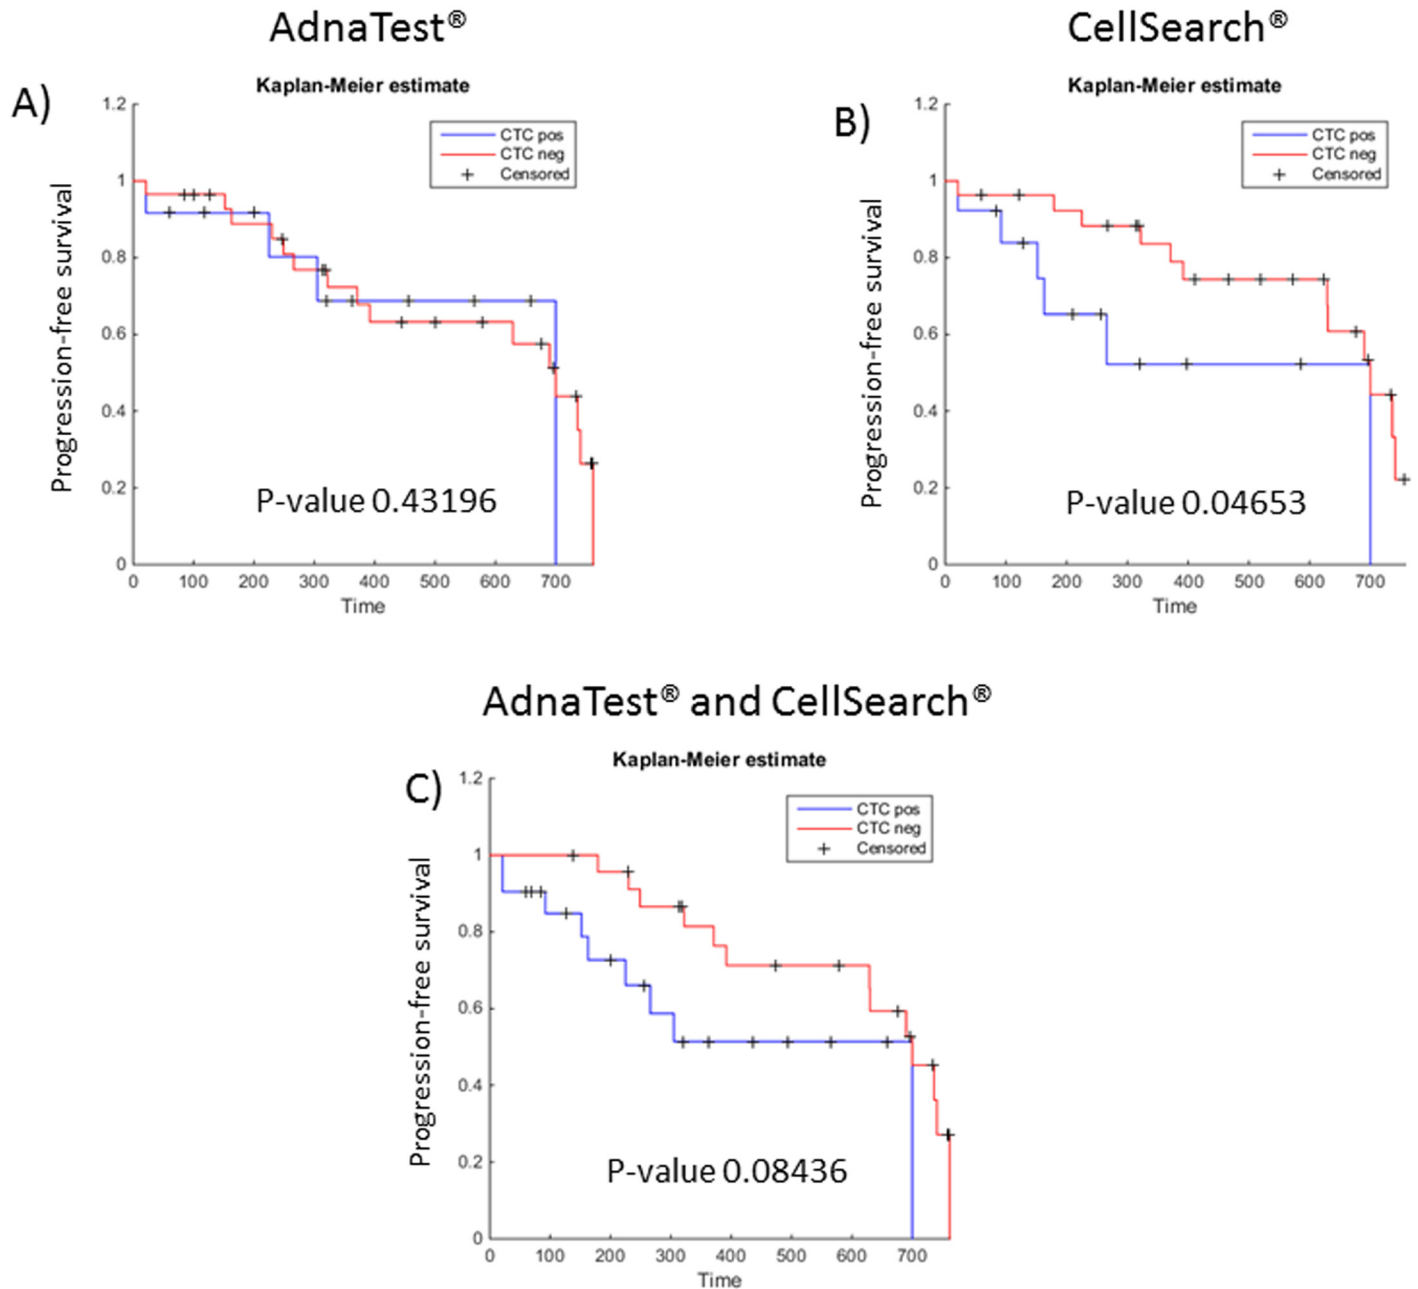 AdnaTest®
CellSearch®
A)
Kaplan-Meier estimate
Progression-free survival
1.2
1
0.8
0.6
0.4
0.2
0
CTC pos
CTC neg
Censored
P-value 0.43196
0 100 200 300 400 500 600 700
Time
B)
Kaplan-Meier estimate
Progression-free survival
1.2
1
0.8
0.6
0.4
0.2
0
CTC pos
CTC neg
Censored
P-value 0.04653
0 100 200 300 400 500 600 700
Time
AdnaTest® and CellSearch®
C)
Kaplan-Meier estimate
Progression-free survival
1.2
1
0.8
0.6
0.4
0.2
0
CTC pos
CTC neg
Censored
P-value 0.08436
0 100 200 300 400 500 600 700
Time